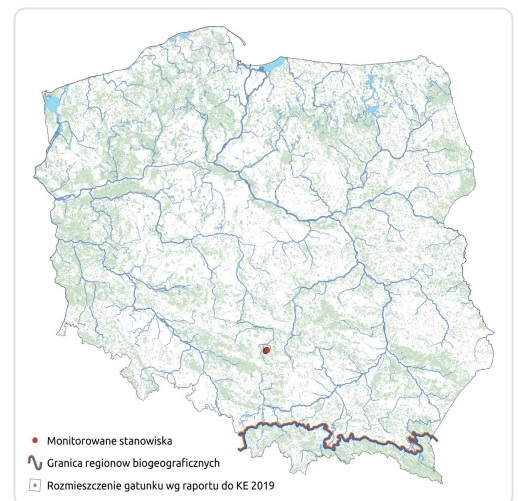 Monitorowane stanowiska
Granica regionow biogeograficznych
Rozmieszczenie gatunku wg raportu do KE 2019